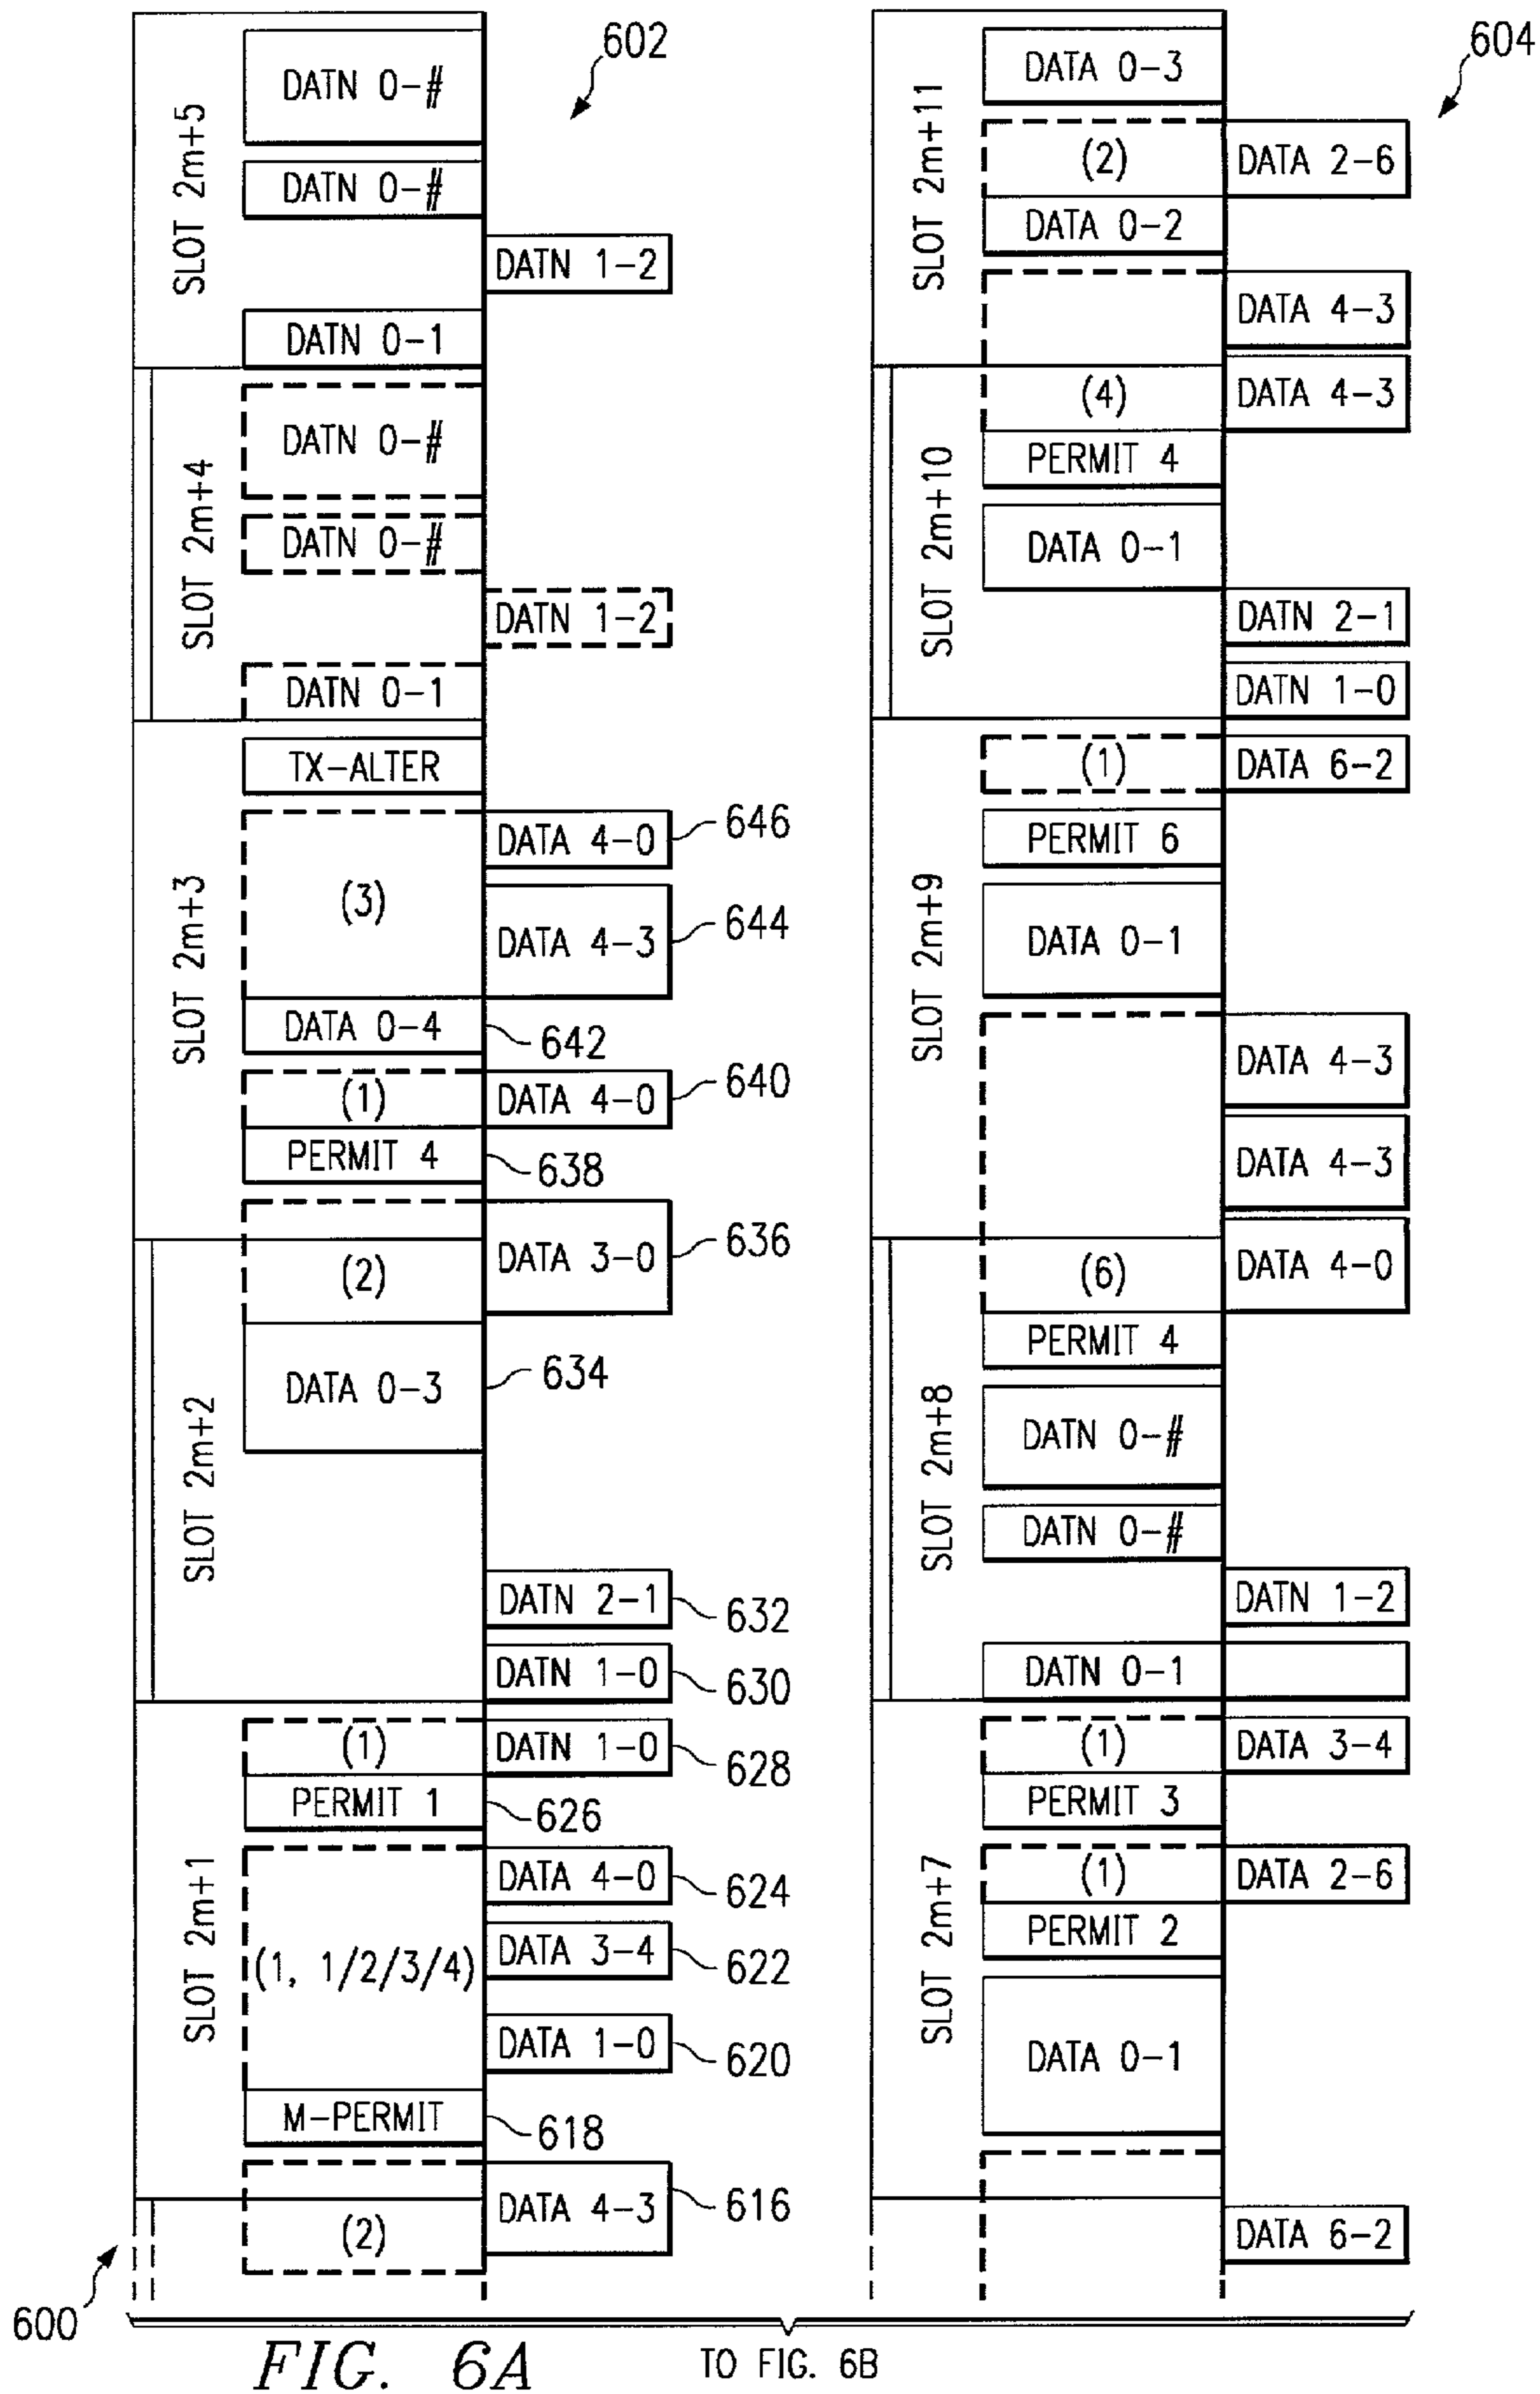 602
SLOT 2m+5
DATN 0-#
DATN 0-#
DATN 1-2
DATN 0-1
SLOT 2m+4
DATN 0-#
DATN 0-#
DATN 1-2
DATN 0-1
SLOT 2m+3
TX-ALTER
DATA 4-0
646
(3)
DATA 4-3
644
DATA 0-4
642
(1)
DATA 4-0
640
PERMIT 4
638
DATA 3-0
636
SLOT 2m+2
(2)
DATA 0-3
634
DATN 2-1
632
DATN 1-0
630
SLOT 2m+1
(1)
DATN 1-0
628
PERMIT 1
626
DATA 4-0
624
(1, 1/2/3/4)
DATA 3-4
622
DATA 1-0
620
M-PERMIT
618
DATA 4-3
616
(2)
600
604
SLOT 2m+11
DATA 0-3
(2)
DATA 2-6
DATA 0-2
DATA 4-3
SLOT 2m+10
(4)
DATA 4-3
PERMIT 4
DATA 0-1
DATN 2-1
DATN 1-0
SLOT 2m+9
(1)
DATA 6-2
PERMIT 6
DATA 0-1
DATA 4-3
DATA 4-3
SLOT 2m+8
(6)
DATA 4-0
PERMIT 4
DATN 0-#
DATN 0-#
DATN 1-2
DATN 0-1
SLOT 2m+7
(1)
DATA 3-4
PERMIT 3
(1)
DATA 2-6
PERMIT 2
DATA 0-1
DATA 6-2
FIG. 6A
TO FIG. 6B